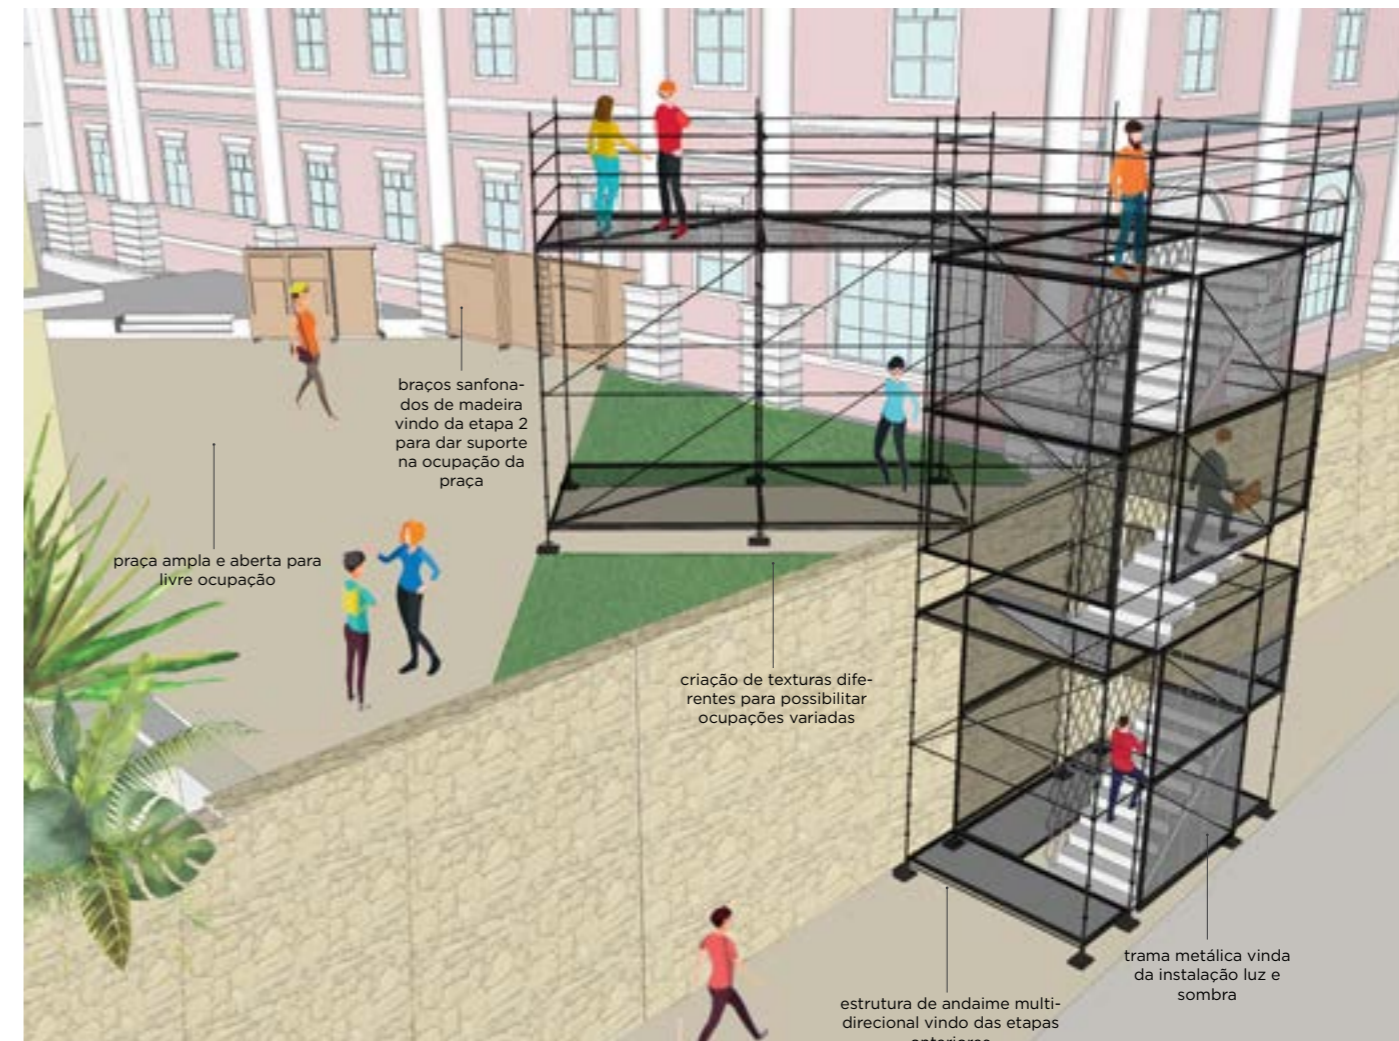 braços sanfona-
dos de madeira
vindo da etapa 2
para dar suporte
na ocupação da
praça
praça ampla e aberta para
livre ocupação
criação de texturas dife-
rentes para possibilitar
ocupações variadas
trama metálica vinda
da instalação luz e
sombra
estrutura de andaime multi-
direcional vindo das etapas